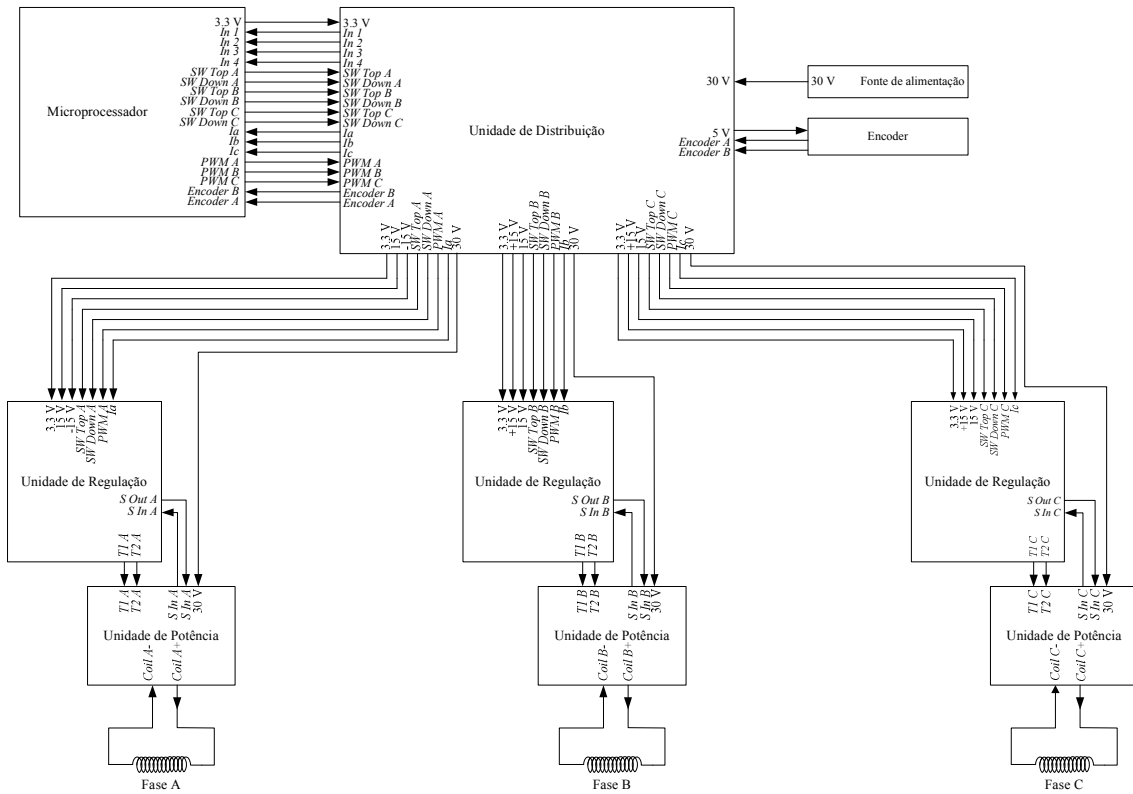 3.3 V
In 1
In 2
In 3
In 4
SW Top A
SW Down A
SW Top B
SW Down B
SW Top C
SW Down C
Ia
Ib
Ic
PWM A
PWM B
PWM C
Encoder B
Encoder A
Microprocessador
3.3 V
In 1
In 2
In 3
In 4
SW Top A
SW Down A
SW Top B
SW Down B
SW Top C
SW Down C
Ia
Ib
Ic
PWM A
PWM B
PWM C
Encoder B
Encoder A
Unidade de Distribuição
30 V
5 V
Encoder A
Encoder B
30 V Fonte de alimentação
Encoder
3.3 V
15 V
-15 V
SW Top A
SW Down A
PWM A
Ia
30 V
3.3 V
+15 V
15 V
SW Top B
SW Down B
PWM B
Ib
30 V
3.3 V
+15 V
15 V
SW Top C
SW Down C
PWM C
Ic
30 V
3.3 V
15 V
-15 V
SW Top A
SW Down A
PWM A
Ia
Unidade de Regulação
S Out A
S In A
T1 A
T2 A
3.3 V
+15 V
15 V
SW Top B
SW Down B
PWM B
Ib
Unidade de Regulação
S Out B
S In B
T1 B
T2 B
3.3 V
+15 V
15 V
SW Top C
SW Down C
PWM C
Ic
Unidade de Regulação
S Out C
S In C
T1 C
T2 C
T1 A
T2 A
S In A
S In A
30 V
Unidade de Potência
Coil A-
Coil A+
Fase A
T1 B
T2 B
S In B
S In B
30 V
Unidade de Potência
Coil B-
Coil B+
Fase B
T1 C
T2 C
S In C
S In C
30 V
Unidade de Potência
Coil C-
Coil C+
Fase C